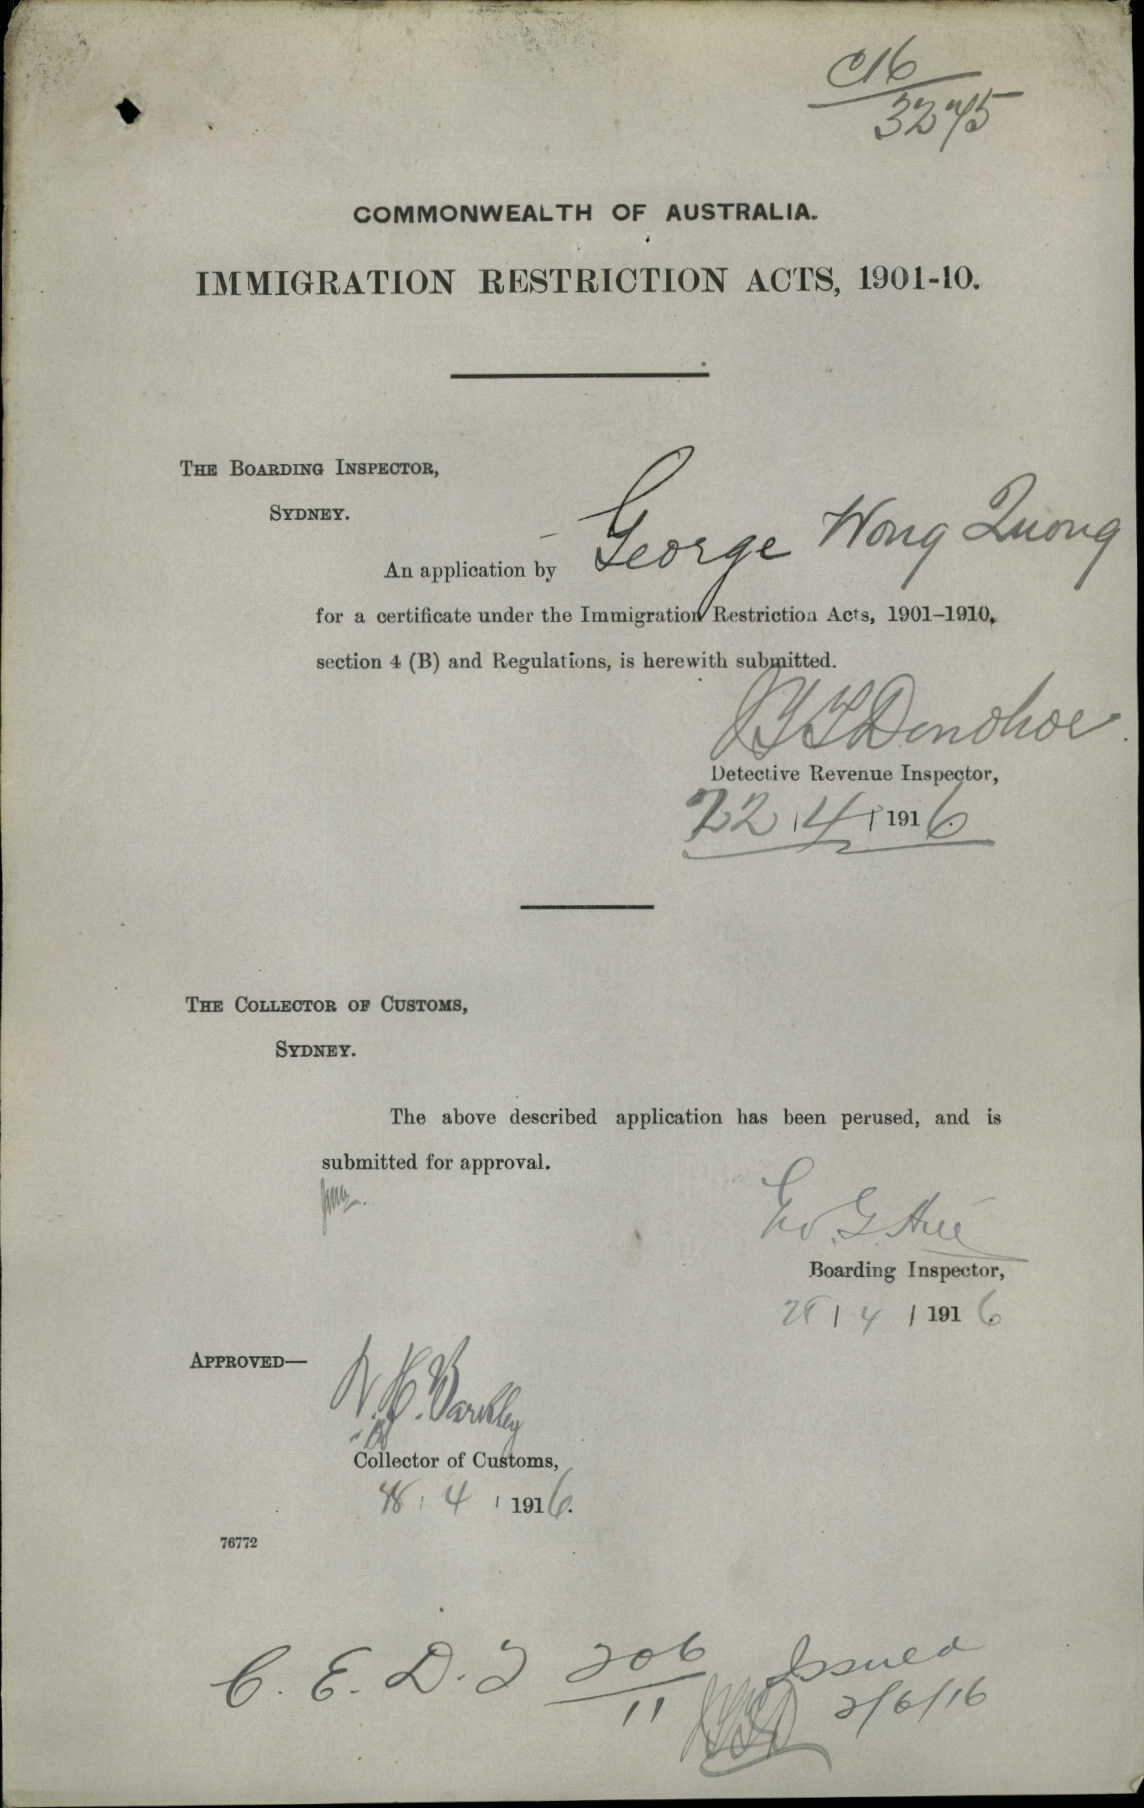 C16
3275
COMMONWEALTH OF AUSTRALIA.
IMMIGRATION RESTRICTION ACTS, 1901-10.
THE BOARDING INSPECTOR,
SYDNEY.
An application by George Wong Quong
for a certificate under the Immigration Restriction Acts, 1901–1910,
section 4 (B) and Regulations, is herewith submitted.
Donohoe
Detective Revenue Inspector,
22 / 4 / 1916.
THE COLLECTOR OF CUSTOMS,
SYDNEY.
The above described application has been perused, and is
submitted for approval.
Boarding Inspector,
/ 4 / 1916.
APPROVED—
W. H. Barkley
Collector of Customs,
4 / 1916.
76772
C. E. D. T 206 Issued
11 2/6/16